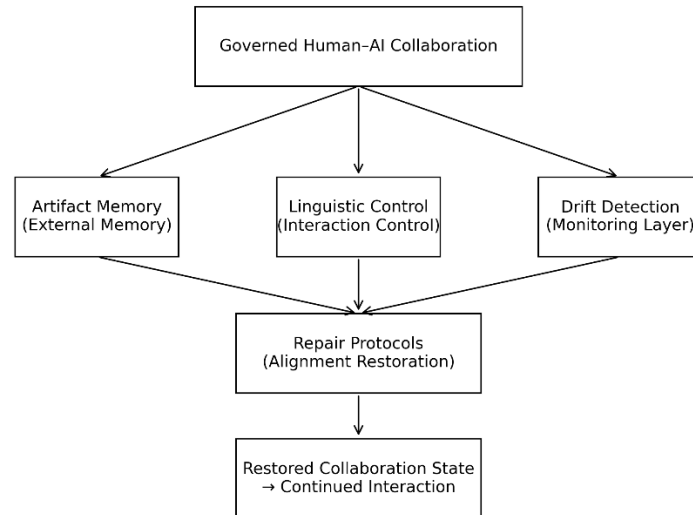 Governed Human–AI Collaboration
Artifact Memory
(External Memory)
Linguistic Control
(Interaction Control)
Drift Detection
(Monitoring Layer)
Repair Protocols
(Alignment Restoration)
Restored Collaboration State
→ Continued Interaction